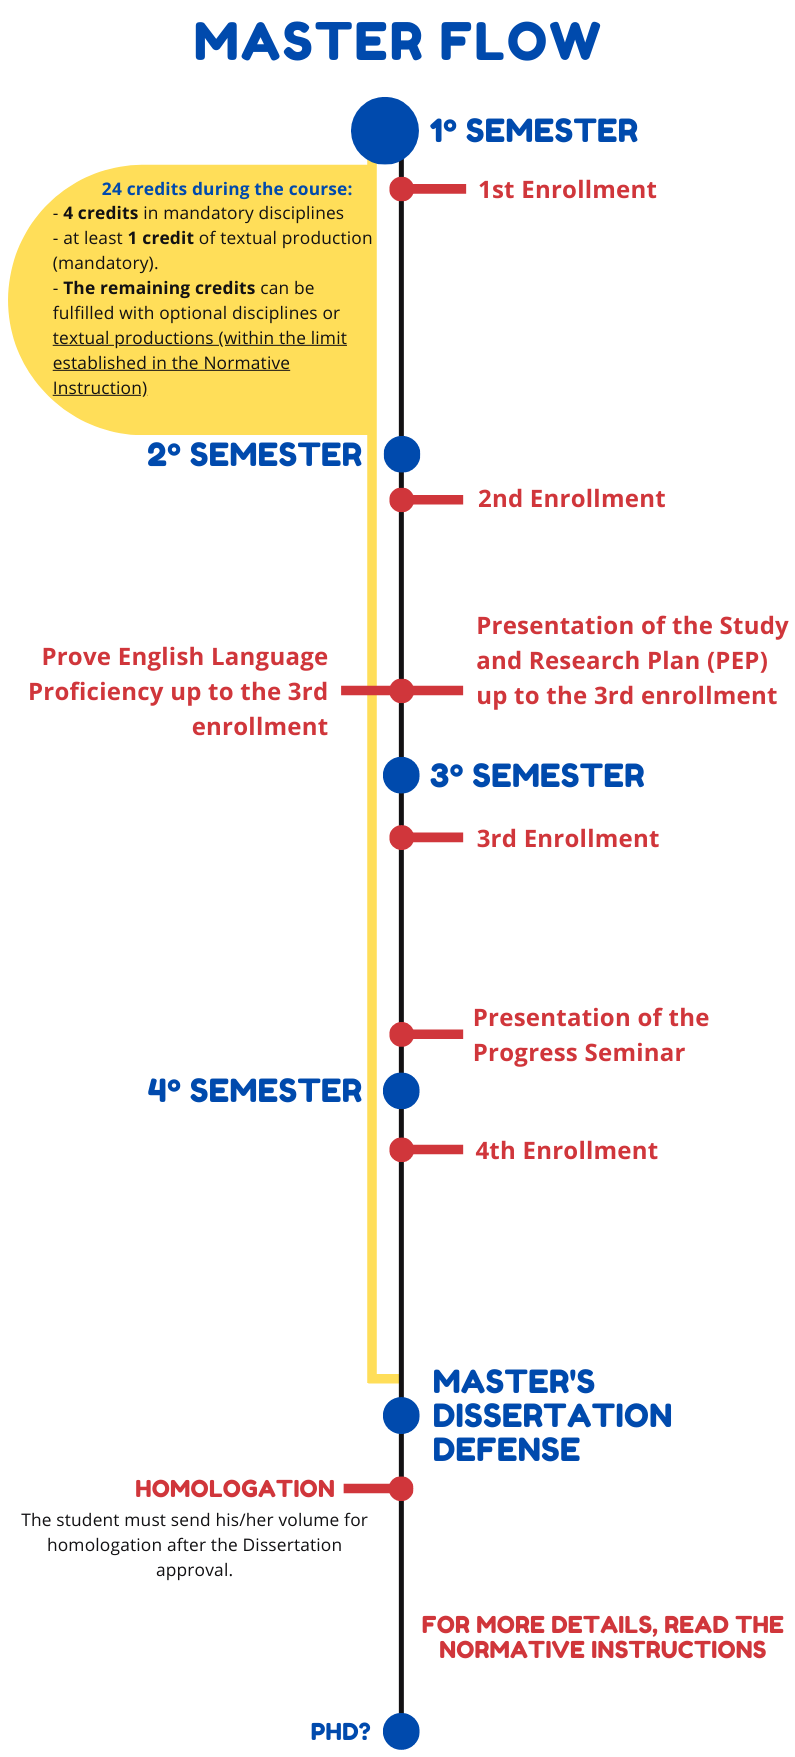 MASTER FLOW
1º SEMESTER
1st Enrollment
24 credits during the course:
- 4 credits in mandatory disciplines
- at least 1 credit of textual production
(mandatory).
- The remaining credits can be
fulfilled with optional disciplines or
textual productions (within the limit
established in the Normative
Instruction)
2º SEMESTER
2nd Enrollment
Prove English Language
Proficiency up to the 3rd
enrollment
Presentation of the Study
and Research Plan (PEP)
up to the 3rd enrollment
3º SEMESTER
3rd Enrollment
Presentation of the
Progress Seminar
4º SEMESTER
4th Enrollment
MASTER'S
DISSERTATION
DEFENSE
HOMOLOGATION
The student must send his/her volume for
homologation after the Dissertation
approval.
FOR MORE DETAILS, READ THE
NORMATIVE INSTRUCTIONS
PHD?